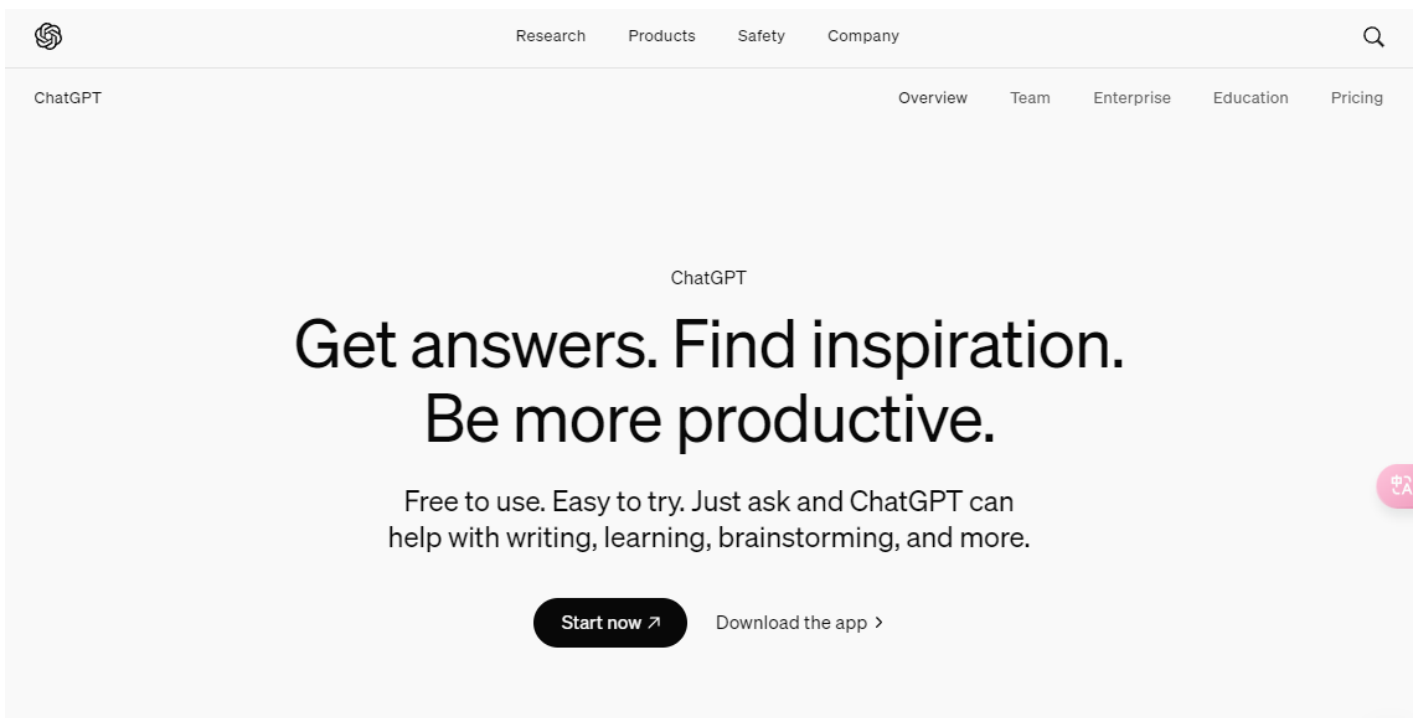 Research Products Safety Company
ChatGPT
Overview Team Enterprise Education Pricing
ChatGPT
Get answers. Find inspiration.
Be more productive.
Free to use. Easy to try. Just ask and ChatGPT can
help with writing, learning, brainstorming, and more.
Start now ↗
Download the app >
中
A